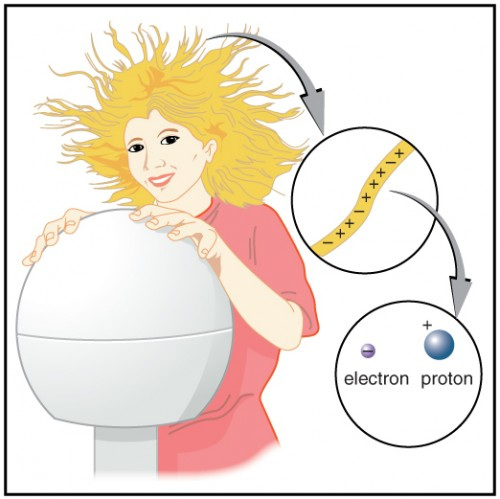 − + + − + + + − +
+
−
electron proton